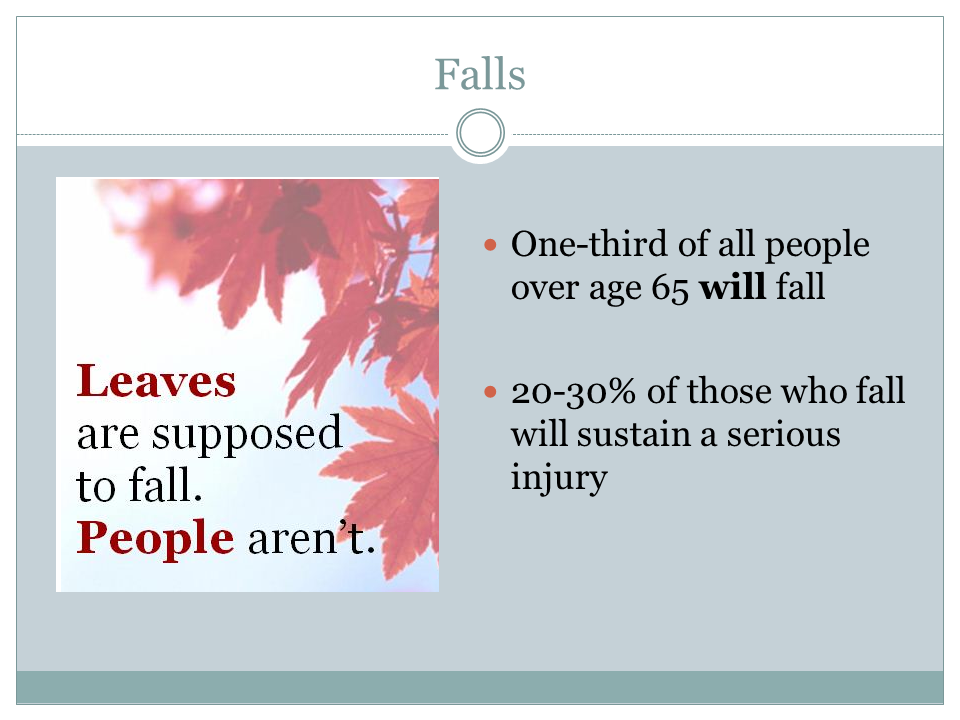 Falls
Leaves
are supposed
to fall.
People aren’t.
One-third of all people
over age 65 will fall
20-30% of those who fall
will sustain a serious
injury